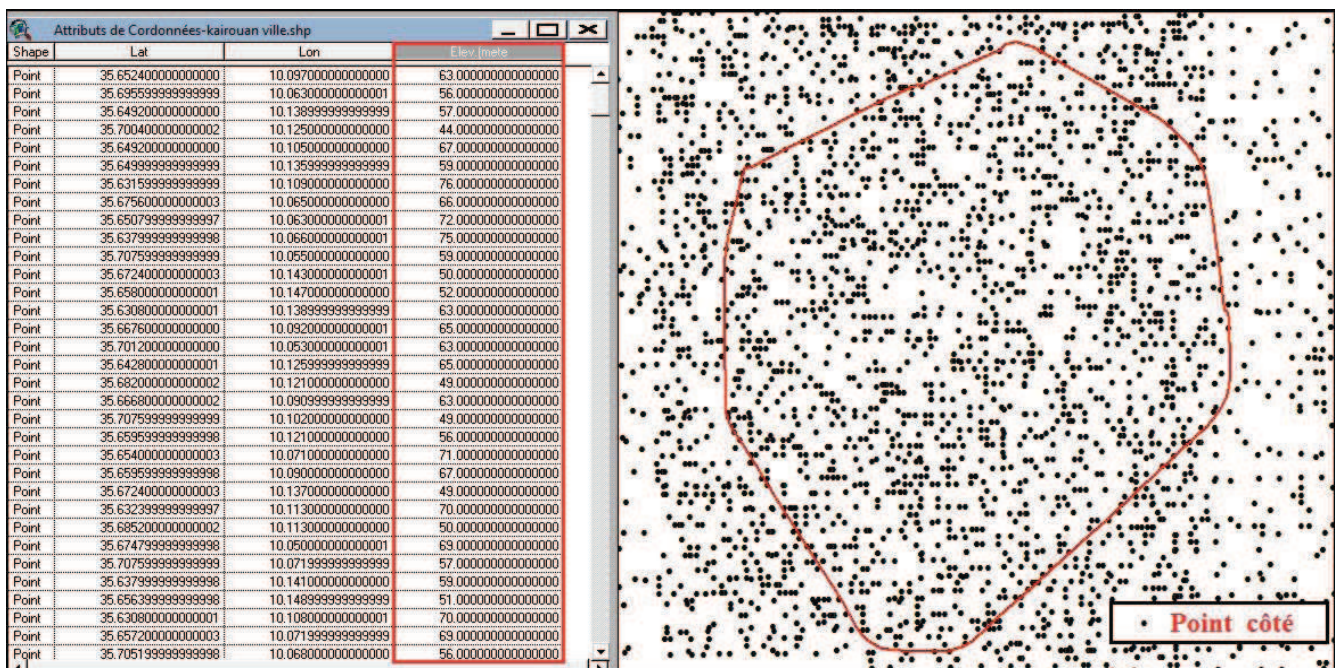 Attributs de Cordonnées-kairouan ville.shp
Shape Lat Lon Elev.(mete
Point 35.652400000000000 10.097000000000000 63.000000000000000
Point 35.695599999999999 10.063000000000001 56.000000000000000
Point 35.649200000000000 10.138999999999999 57.000000000000000
Point 35.700400000000002 10.125000000000000 44.000000000000000
Point 35.649200000000000 10.105000000000000 67.000000000000000
Point 35.649999999999999 10.135999999999999 59.000000000000000
Point 35.631599999999999 10.109000000000000 76.000000000000000
Point 35.675600000000003 10.065000000000000 66.000000000000000
Point 35.650799999999997 10.063000000000001 72.000000000000000
Point 35.637999999999998 10.066000000000001 75.000000000000000
Point 35.707599999999999 10.055000000000000 59.000000000000000
Point 35.672400000000003 10.143000000000001 50.000000000000000
Point 35.658000000000001 10.147000000000000 52.000000000000000
Point 35.630800000000001 10.138999999999999 63.000000000000000
Point 35.667600000000000 10.092000000000001 65.000000000000000
Point 35.701200000000000 10.053000000000001 63.000000000000000
Point 35.642800000000001 10.125999999999999 65.000000000000000
Point 35.682000000000002 10.121000000000000 49.000000000000000
Point 35.666800000000002 10.090999999999999 63.000000000000000
Point 35.707599999999999 10.102000000000000 49.000000000000000
Point 35.659599999999998 10.121000000000000 56.000000000000000
Point 35.654000000000003 10.071000000000000 71.000000000000000
Point 35.659599999999998 10.090000000000000 67.000000000000000
Point 35.672400000000003 10.137000000000000 49.000000000000000
Point 35.632399999999997 10.113000000000000 70.000000000000000
Point 35.685200000000002 10.113000000000000 50.000000000000000
Point 35.674799999999998 10.050000000000001 69.000000000000000
Point 35.707599999999999 10.071999999999999 57.000000000000000
Point 35.637999999999998 10.141000000000000 59.000000000000000
Point 35.656399999999998 10.148999999999999 51.000000000000000
Point 35.630800000000001 10.108000000000001 70.000000000000000
Point 35.657200000000003 10.071999999999999 69.000000000000000
Point 35.705199999999998 10.068000000000000 56.000000000000000
Point côté